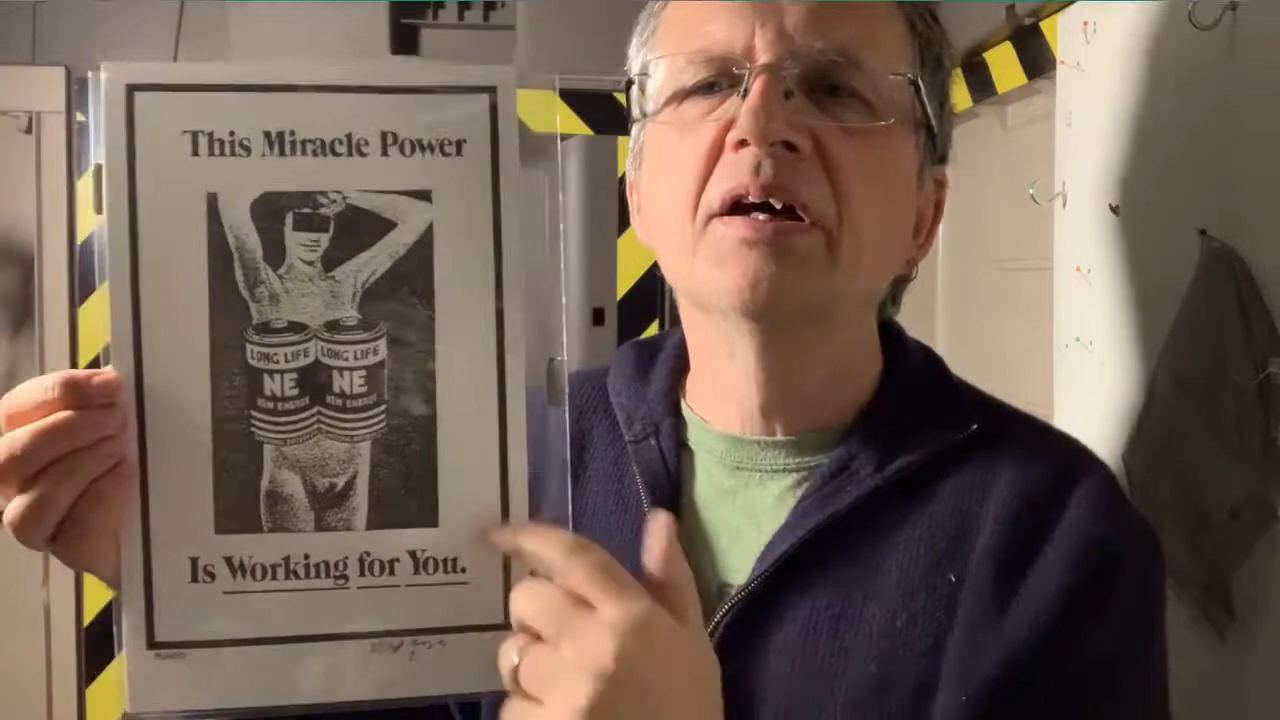 This Miracle Power
LONG LIFE LONG LIFE
NE NE
NEW ENERGY NEW ENERGY
Is Working for You.